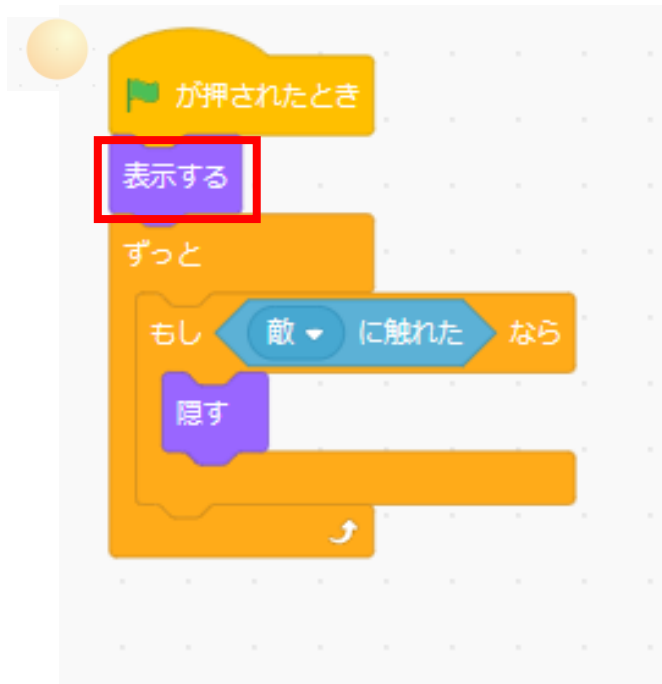 が押されたとき
表示する
ずっと
もし 敵 に触れた なら
隠す